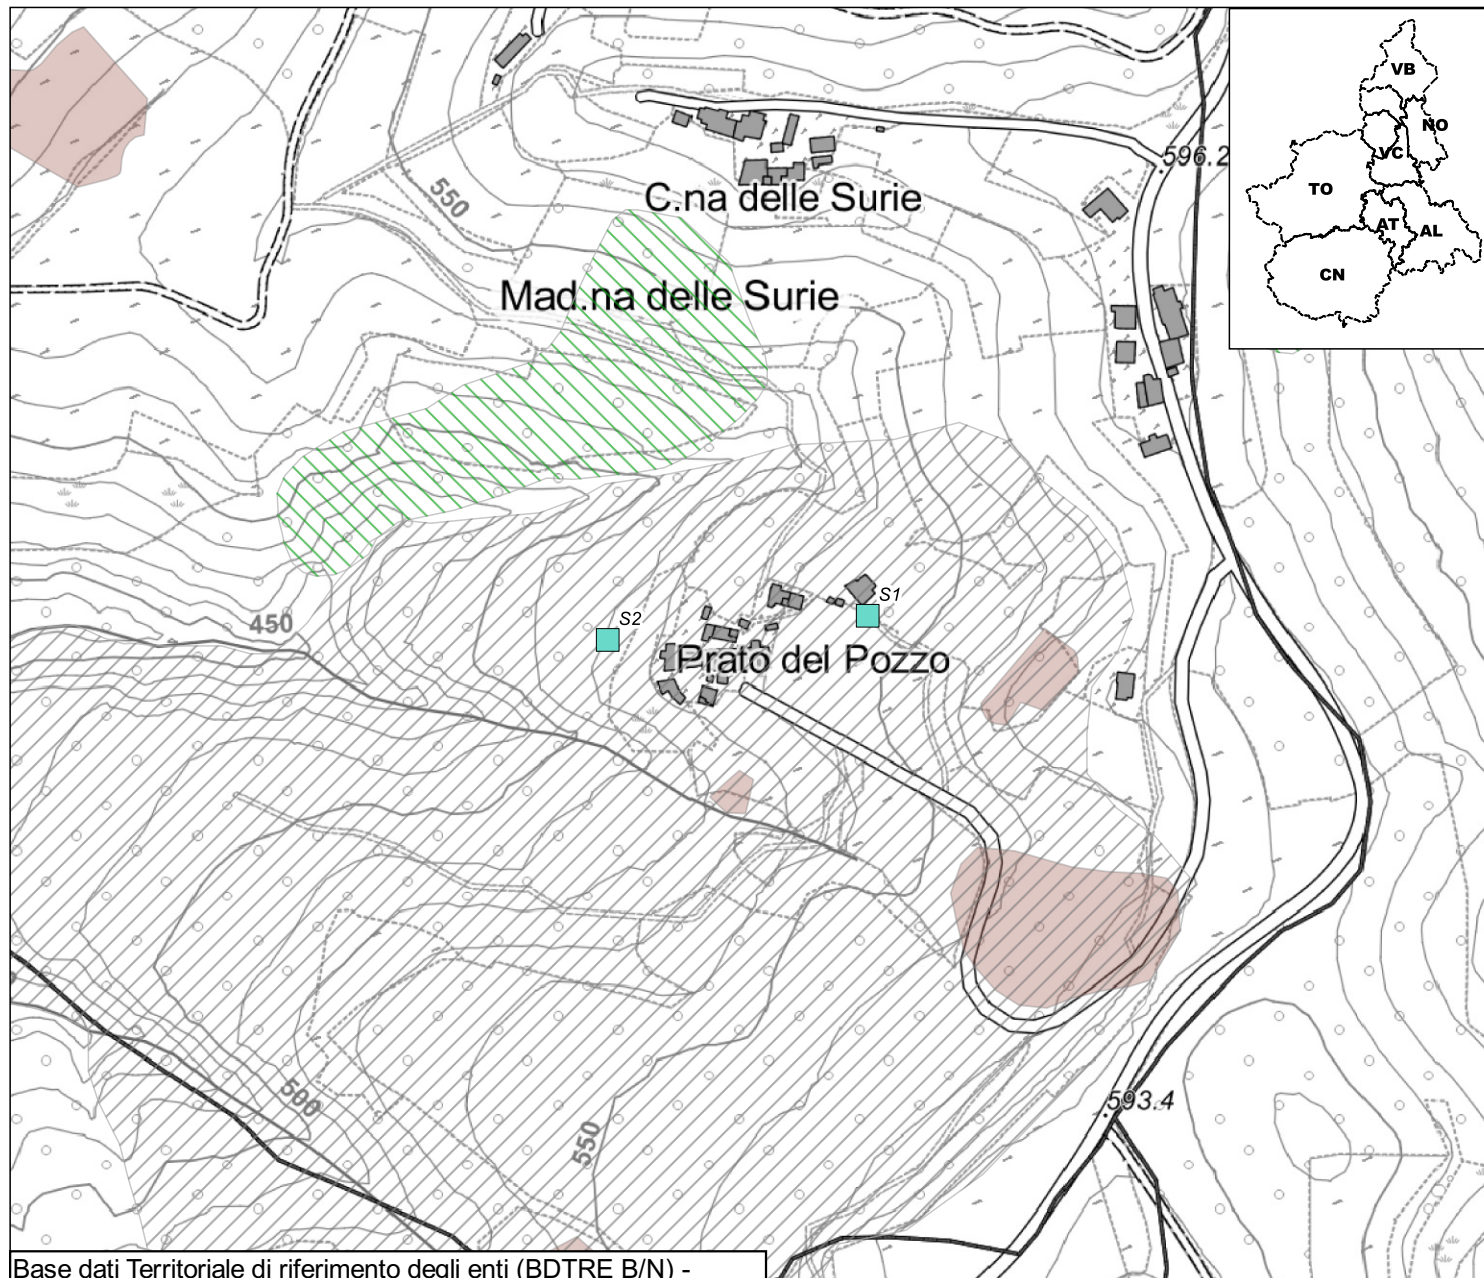 VB
NO
VC
TO
AT
AL
CN
596.2
550
C.na delle Surie
Mad.na delle Surie
S1
S2
450
Prato del Pozzo
500
550
593.4
Base dati Territoriale di riferimento degli enti (BDTRE B/N) -